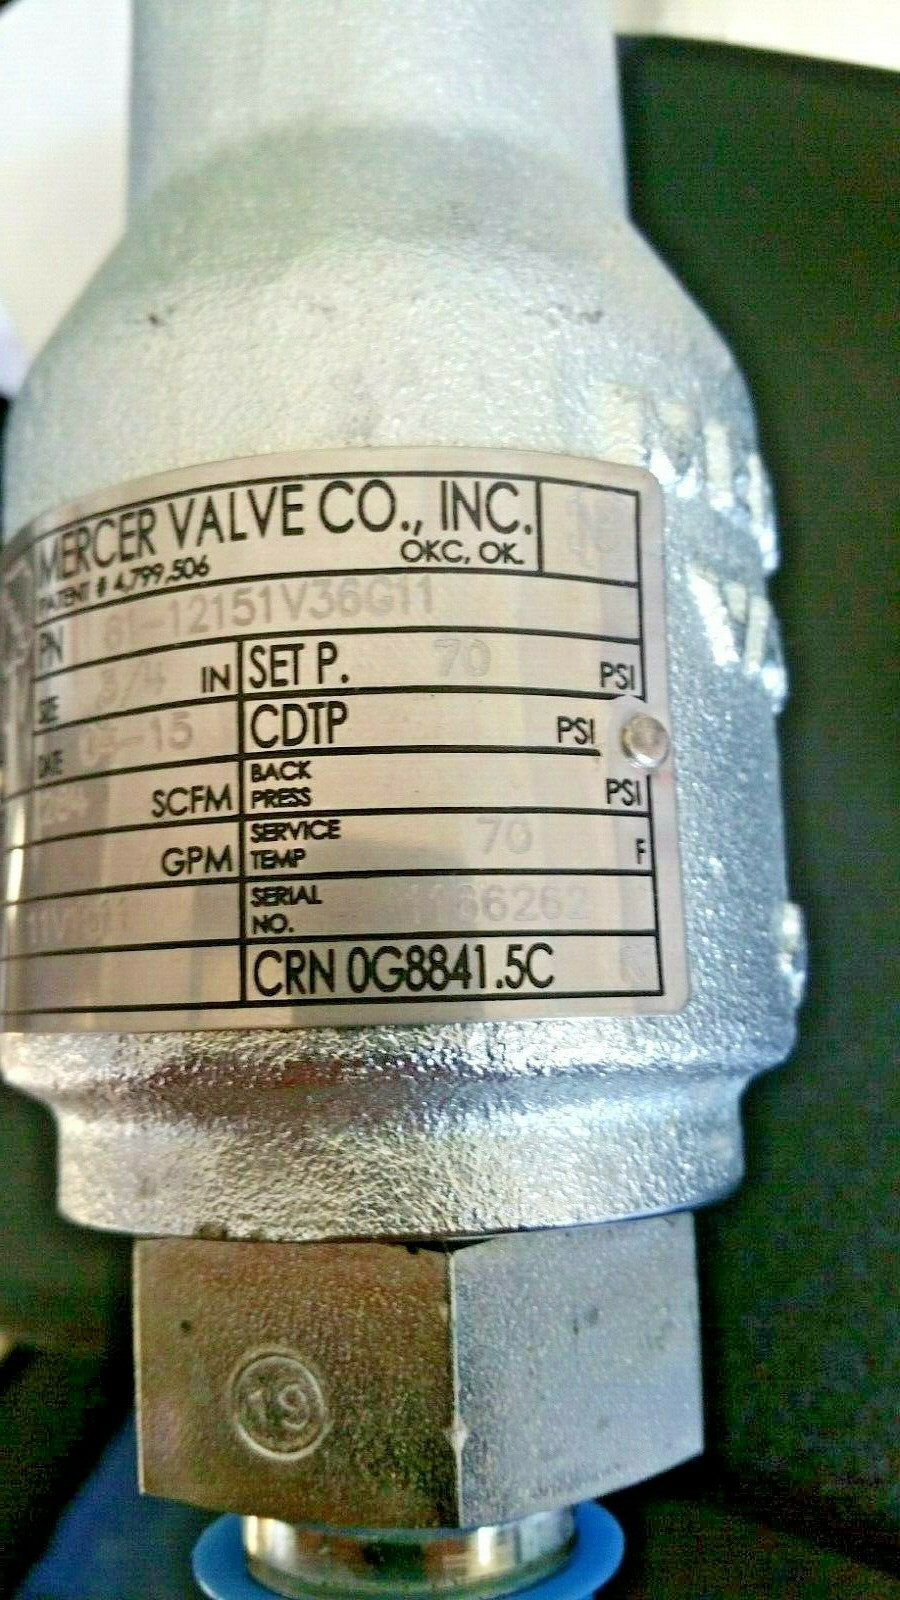 MERCER VALVE CO., INC.
PATENT # 4,799,506 OKC, OK.
PN 81-12151V36G11
SIZE 3/4 IN SET P. 70 PSI
DATE 03-15 CDTP PSI
SCFM BACK PRESS PSI
GPM SERVICE TEMP 70 F
SERIAL NO.
CRN 0G8841.5C
19